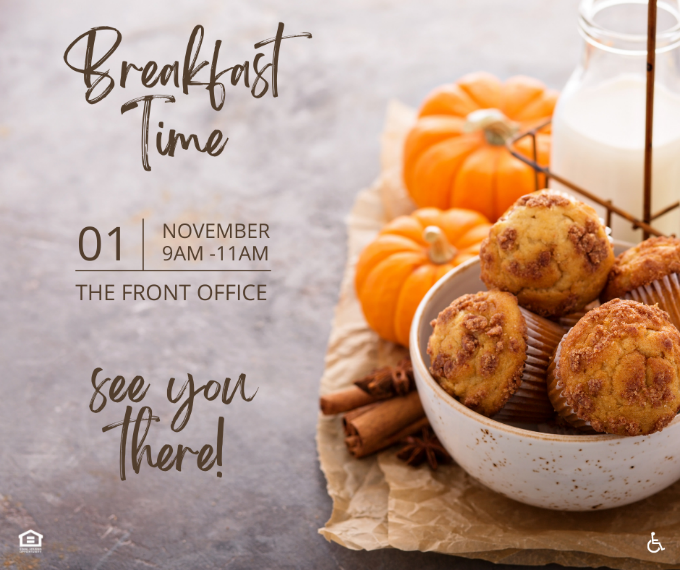 Breakfast
Time
01
NOVEMBER
9AM -11AM
THE FRONT OFFICE
see you
there!